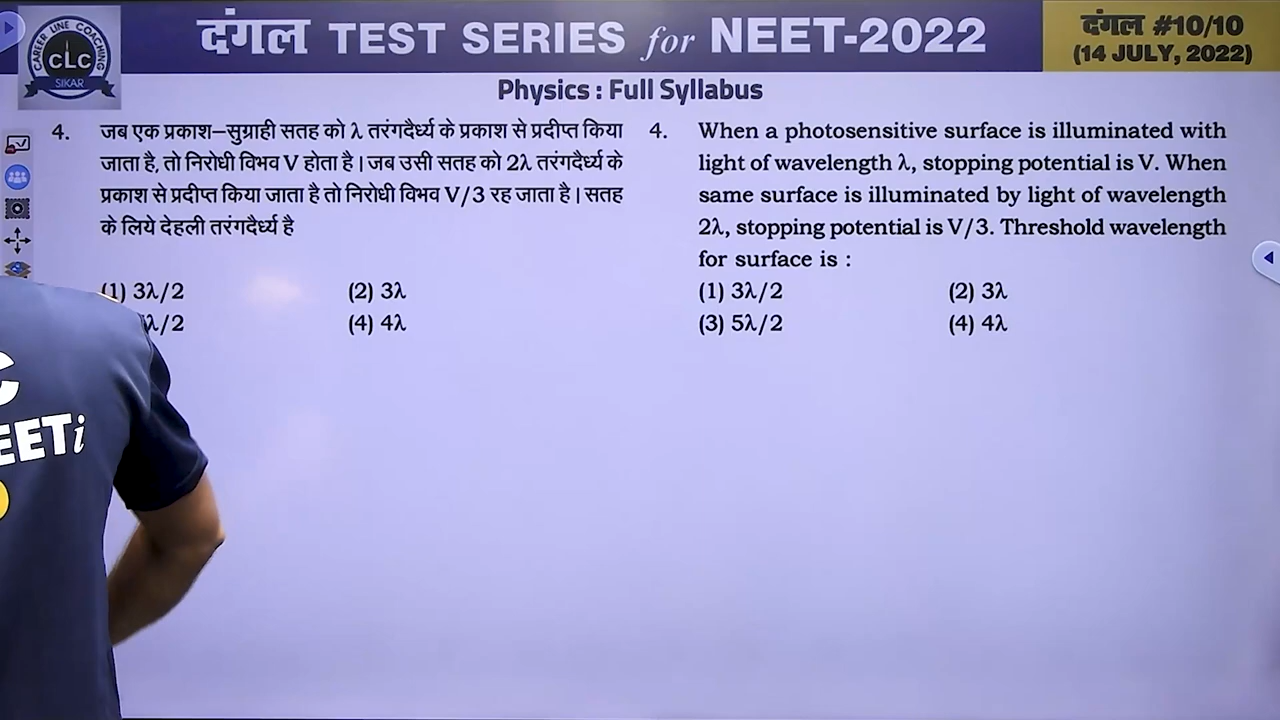 दंगल TEST SERIES for NEET-2022
दंगल #10/10
(14 JULY, 2022)
CAREER LINE COACHING
CLC
SIKAR
Physics : Full Syllabus
4. जब एक प्रकाश–सुग्राही सतह को λ तरंगदैर्ध्य के प्रकाश से प्रदीप्त किया
जाता है, तो निरोधी विभव V होता है। जब उसी सतह को 2λ तरंगदैर्ध्य के
प्रकाश से प्रदीप्त किया जाता है तो निरोधी विभव V/3 रह जाता है। सतह
के लिये देहली तरंगदैर्ध्य है
(1) 3λ/2 (2) 3λ
λ/2 (4) 4λ
4. When a photosensitive surface is illuminated with
light of wavelength λ, stopping potential is V. When
same surface is illuminated by light of wavelength
2λ, stopping potential is V/3. Threshold wavelength
for surface is :
(1) 3λ/2 (2) 3λ
(3) 5λ/2 (4) 4λ
C
EETi